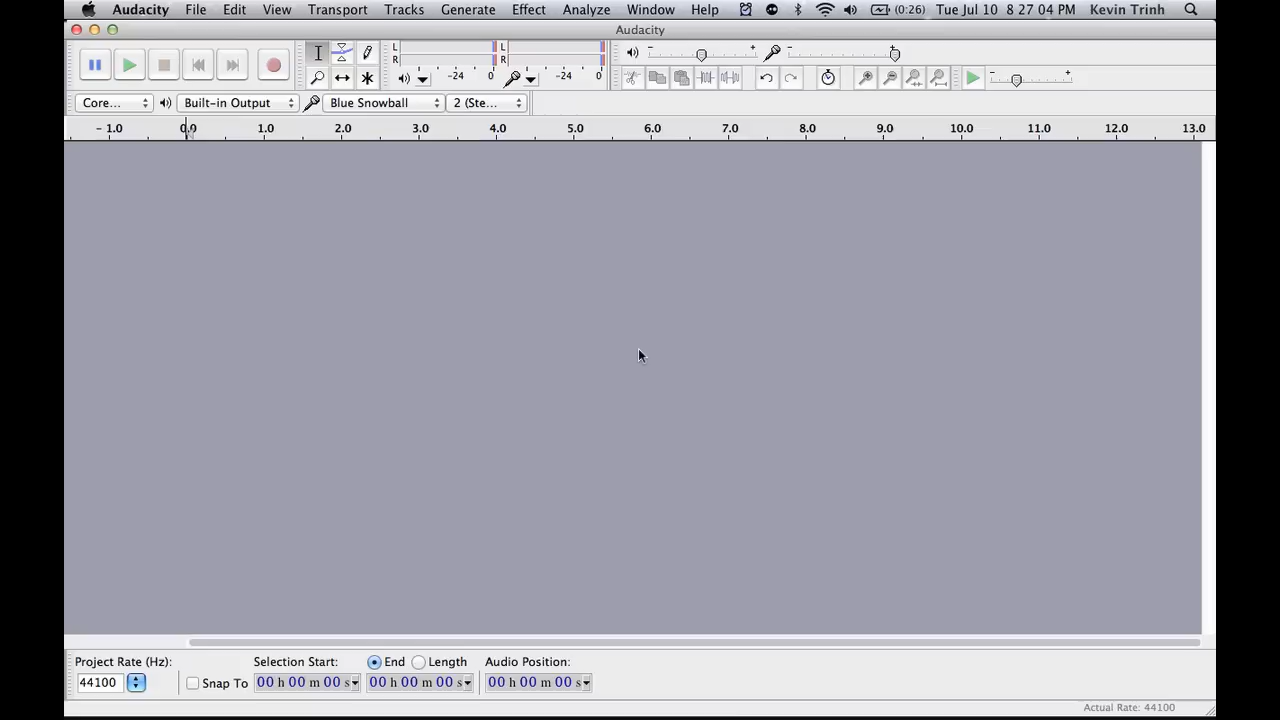 Audacity File Edit View Transport Tracks Generate Effect Analyze Window Help (0:26) Tue Jul 10 8 27 04 PM Kevin Trinh
Audacity
L L
R R
-24 0 -24 0
Core... Built-in Output Blue Snowball 2 (Ste...
- 1.0 0.0 1.0 2.0 3.0 4.0 5.0 6.0 7.0 8.0 9.0 10.0 11.0 12.0 13.0
Project Rate (Hz): Selection Start: End Length Audio Position:
44100 Snap To 00 h 00 m 00 s 00 h 00 m 00 s 00 h 00 m 00 s
Actual Rate: 44100